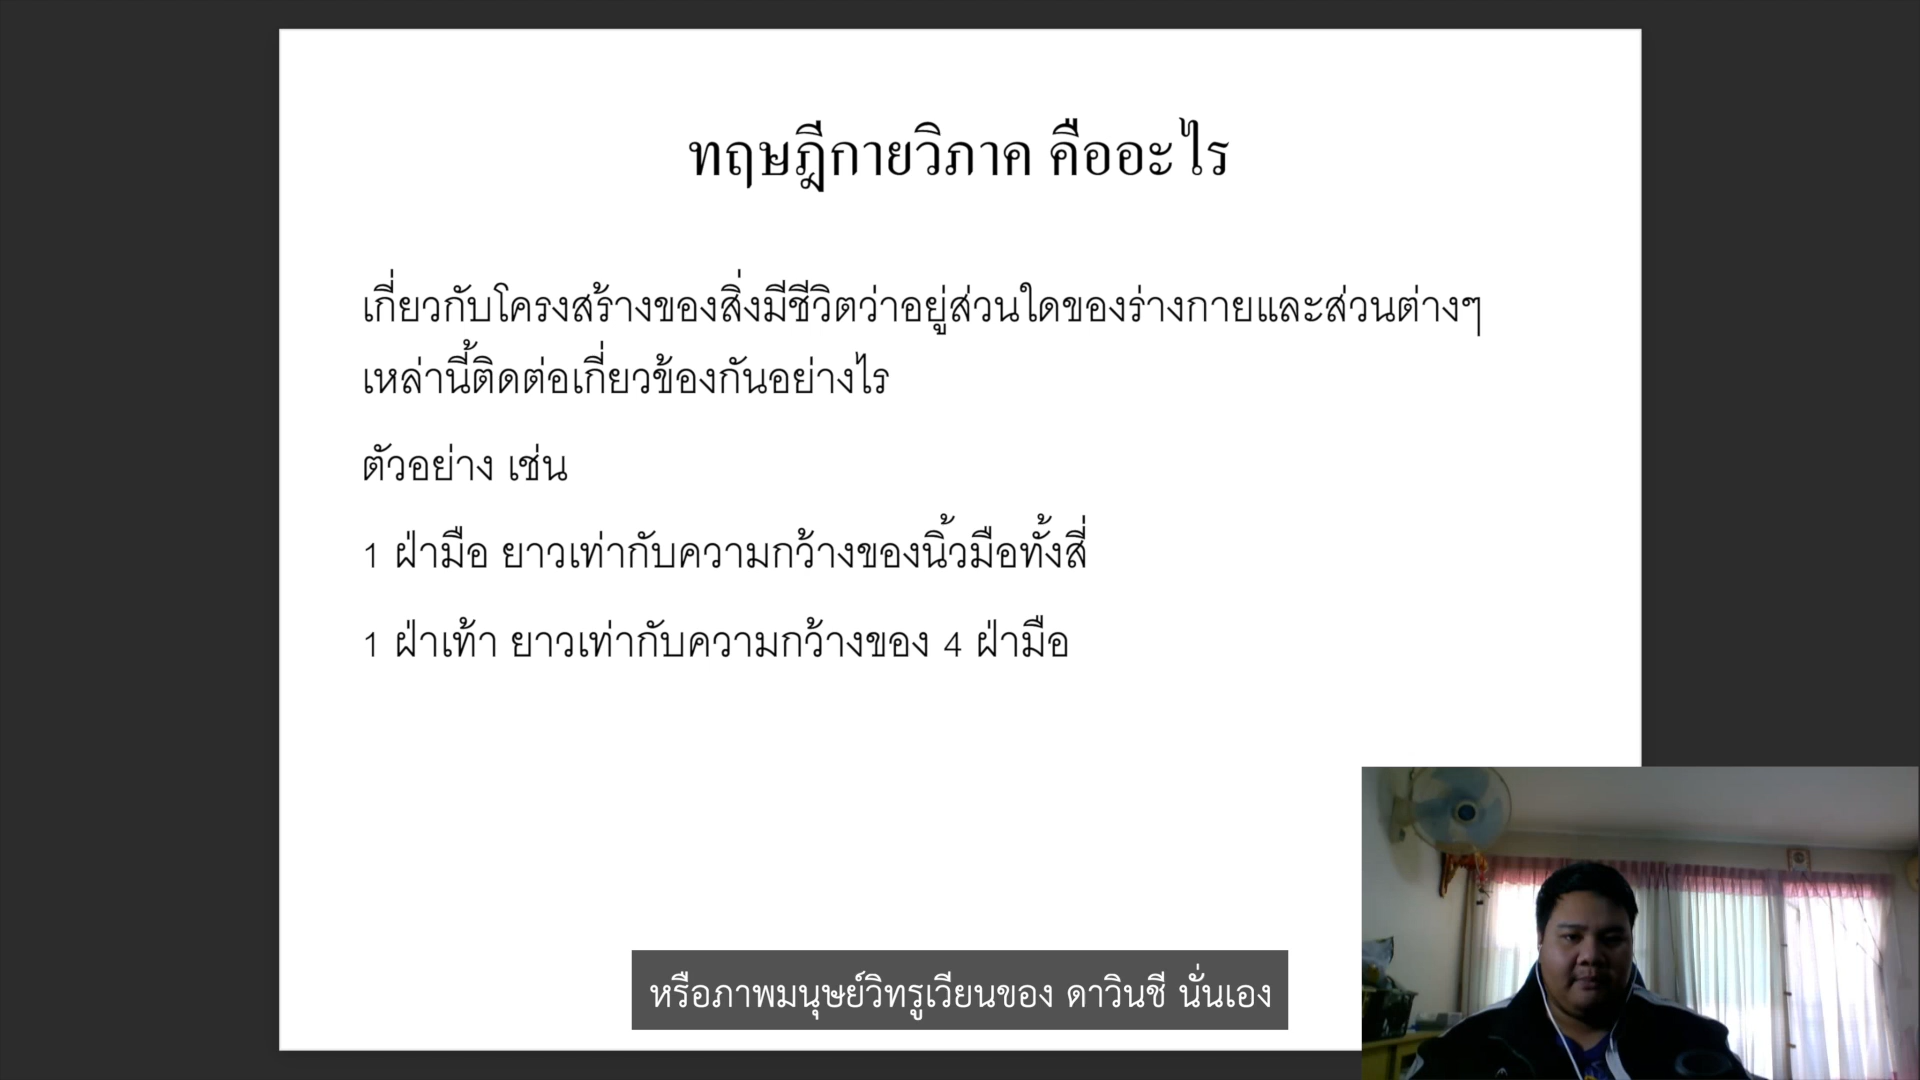 ทฤษฎีกายวิภาค คืออะไร
เกี่ยวกับโครงสร้างของสิ่งมีชีวิตว่าอยู่ส่วนใดของร่างกายและส่วนต่างๆ
เหล่านี้ติดต่อเกี่ยวข้องกันอย่างไร
ตัวอย่าง เช่น
1 ฝ่ามือ ยาวเท่ากับความกว้างของนิ้วมือทั้งสี่
1 ฝ่าเท้า ยาวเท่ากับความกว้างของ 4 ฝ่ามือ
หรือภาพมนุษย์วิทรูเวียนของ ดาวินชี นั่นเอง